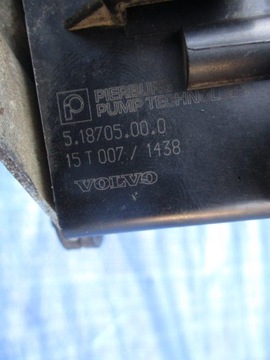 PIERBURG
PUMP TECHNOLOGY
5.18705.00.0
15 T 007 / 1438
VOLVO